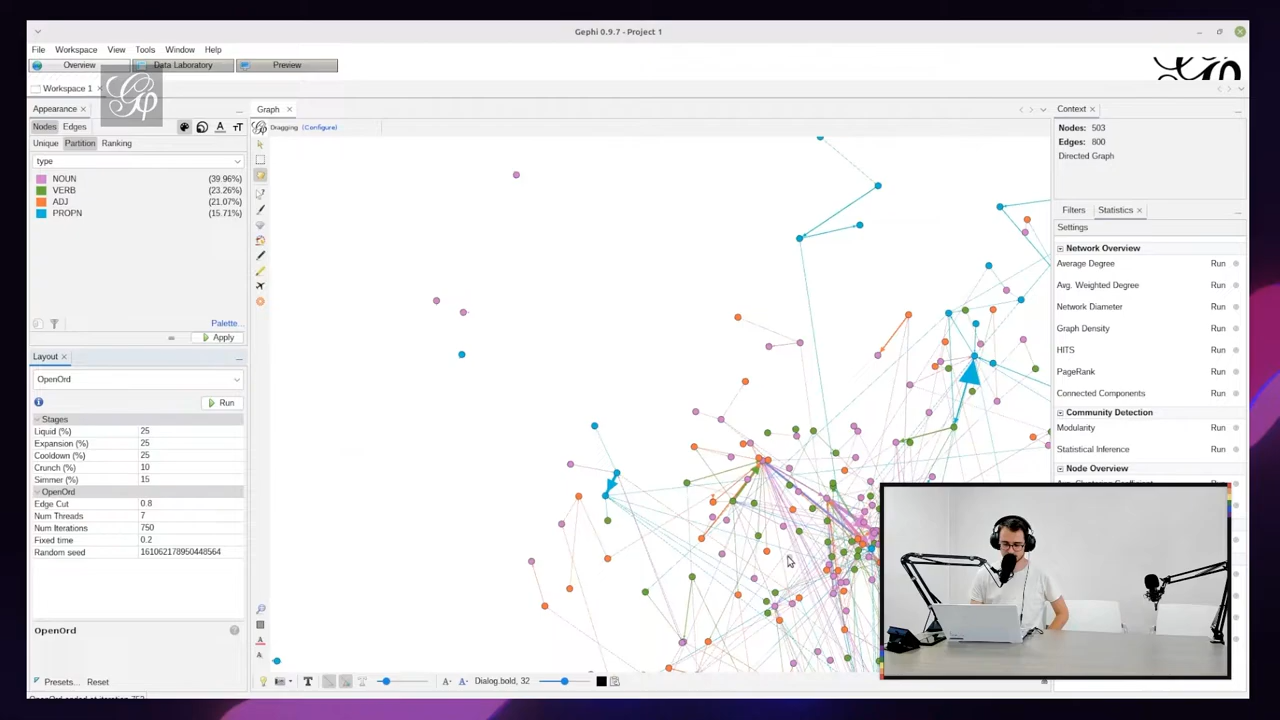 Gephi 0.9.7 - Project 1
File Workspace View Tools Window Help
Overview Data Laboratory Preview
Workspace 1
Appearance
Nodes Edges
Unique Partition Ranking
type
NOUN (39.96%)
VERB (23.26%)
ADJ (21.07%)
PROPN (15.71%)
Palette...
Apply
Layout
OpenOrd
Run
Stages
Liquid (%) 25
Expansion (%) 25
Cooldown (%) 25
Crunch (%) 10
Simmer (%) 15
OpenOrd
Edge Cut 0.8
Num Threads 7
Num Iterations 750
Fixed time 0.2
Random seed 161062178950448564
OpenOrd
Presets... Reset
Graph
Dragging (Configure)
Dialog.bold, 32
Context
Nodes: 503
Edges: 800
Directed Graph
Filters Statistics
Settings
Network Overview
Average Degree Run
Avg. Weighted Degree Run
Network Diameter Run
Graph Density Run
HITS Run
PageRank Run
Connected Components Run
Community Detection
Modularity Run
Statistical Inference Run
Node Overview